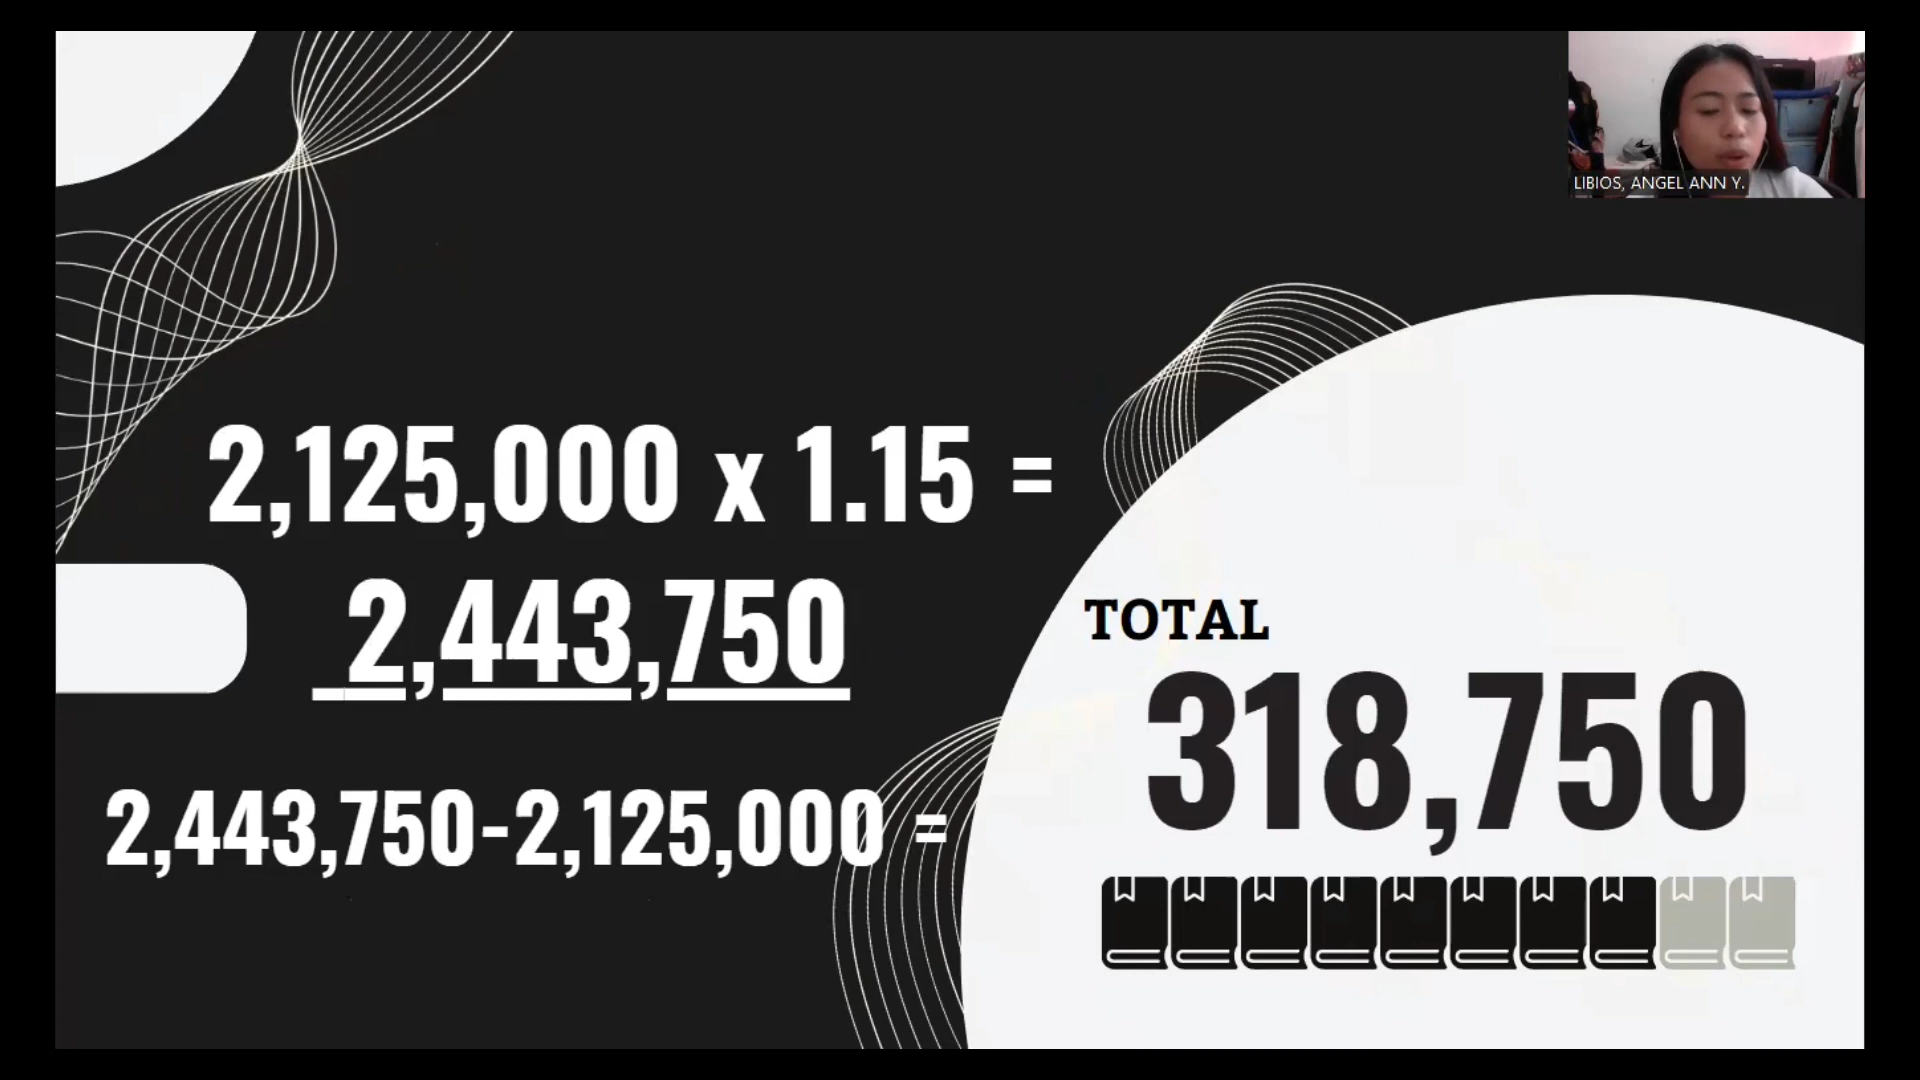 LIBIOS, ANGEL ANN Y.
2,125,000 x 1.15 =
2,443,750
TOTAL
318,750
2,443,750-2,125,000 =